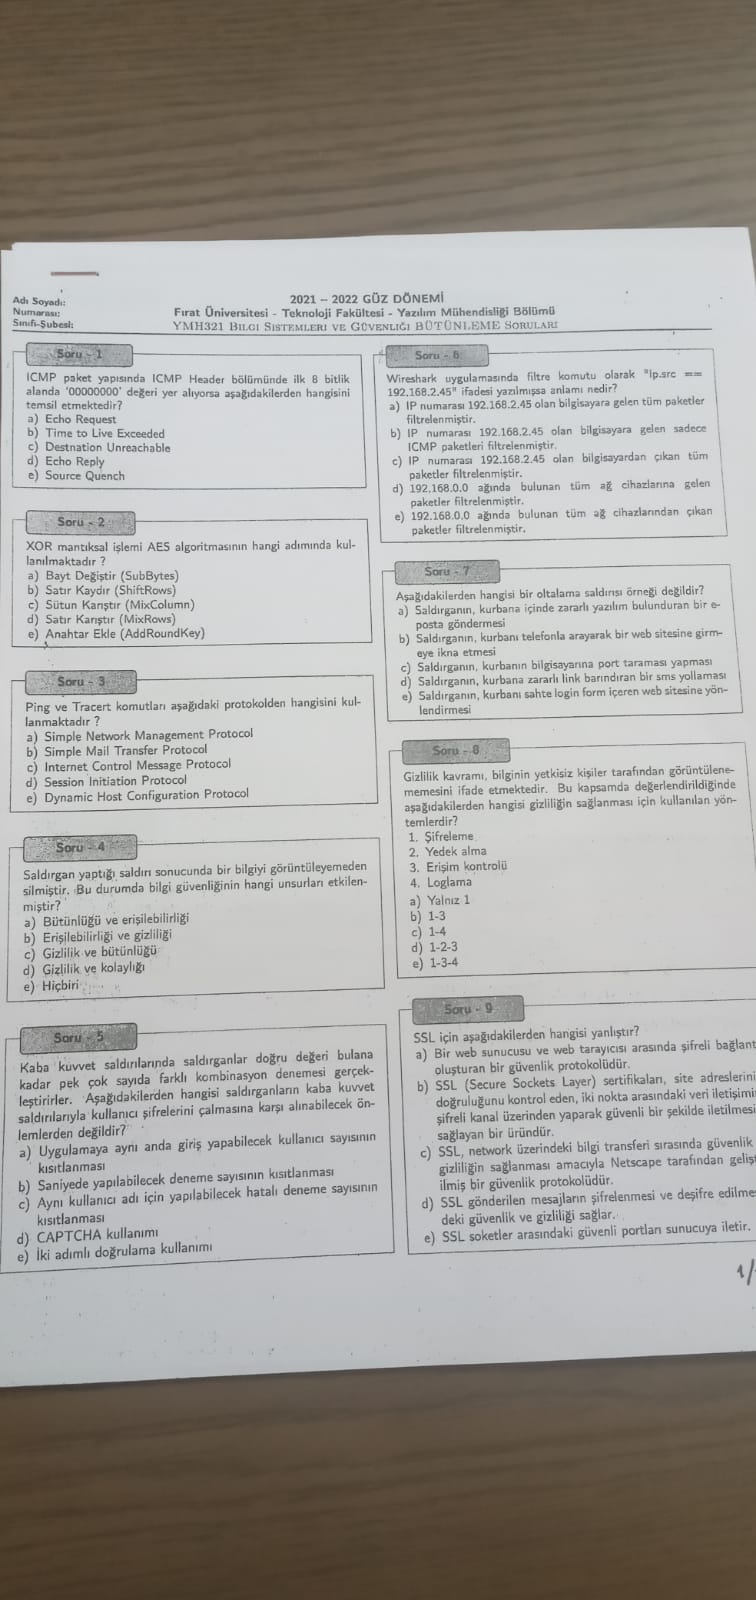 Adı Soyadı:
Numarası:
Sınıfı-Şubesi:
2021 – 2022 GÜZ DÖNEMİ
Fırat Üniversitesi - Teknoloji Fakültesi - Yazılım Mühendisliği Bölümü
YMH321 BILGI SISTEMLERI VE GÜVENLIĞI BÜTÜNLEME SORULARI
Soru - 1
ICMP paket yapısında ICMP Header bölümünde ilk 8 bitlik
alanda '00000000' değeri yer alıyorsa aşağıdakilerden hangisini
temsil etmektedir?
a) Echo Request
b) Time to Live Exceeded
c) Destnation Unreachable
d) Echo Reply
e) Source Quench
Soru - 2
XOR mantıksal işlemi AES algoritmasının hangi adımında kul-
lanılmaktadır ?
a) Bayt Değiştir (SubBytes)
b) Satır Kaydır (ShiftRows)
c) Sütun Karıştır (MixColumn)
d) Satır Karıştır (MixRows)
e) Anahtar Ekle (AddRoundKey)
Soru - 3
Ping ve Tracert komutları aşağıdaki protokolden hangisini kul-
lanmaktadır ?
a) Simple Network Management Protocol
b) Simple Mail Transfer Protocol
c) Internet Control Message Protocol
d) Session Initiation Protocol
e) Dynamic Host Configuration Protocol
Soru - 4
Saldırgan yaptığı saldırı sonucunda bir bilgiyi görüntüleyemeden
silmiştir. Bu durumda bilgi güvenliğinin hangi unsurları etkilen-
miştir?
a) Bütünlüğü ve erişilebilirliği
b) Erişilebilirliği ve gizliliği
c) Gizlilik ve bütünlüğü
d) Gizlilik ve kolaylığı
e) Hiçbiri
Soru - 5
Kaba kuvvet saldırılarında saldırganlar doğru değeri bulana
kadar pek çok sayıda farklı kombinasyon denemesi gerçek-
leştirirler. Aşağıdakilerden hangisi saldırganların kaba kuvvet
saldırılarıyla kullanıcı şifrelerini çalmasına karşı alınabilecek ön-
lemlerden değildir?
a) Uygulamaya aynı anda giriş yapabilecek kullanıcı sayısının
kısıtlanması
b) Saniyede yapılabilecek deneme sayısının kısıtlanması
c) Aynı kullanıcı adı için yapılabilecek hatalı deneme sayısının
kısıtlanması
d) CAPTCHA kullanımı
e) İki adımlı doğrulama kullanımı
Soru - 6
Wireshark uygulamasında filtre komutu olarak "Ip.src ==
192.168.2.45" ifadesi yazılmışsa anlamı nedir?
a) IP numarası 192.168.2.45 olan bilgisayara gelen tüm paketler
filtrelenmiştir.
b) IP numarası 192.168.2.45 olan bilgisayara gelen sadece
ICMP paketleri filtrelenmiştir.
c) IP numarası 192.168.2.45 olan bilgisayardan çıkan tüm
paketler filtrelenmiştir.
d) 192.168.0.0 ağında bulunan tüm ağ cihazlarına gelen
paketler filtrelenmiştir.
e) 192.168.0.0 ağında bulunan tüm ağ cihazlarından çıkan
paketler filtrelenmiştir.
Soru - 7
Aşağıdakilerden hangisi bir oltalama saldırısı örneği değildir?
a) Saldırganın, kurbana içinde zararlı yazılım bulunduran bir e-
posta göndermesi
b) Saldırganın, kurbanı telefonla arayarak bir web sitesine girm-
eye ikna etmesi
c) Saldırganın, kurbanın bilgisayarına port taraması yapması
d) Saldırganın, kurbana zararlı link barındıran bir sms yollaması
e) Saldırganın, kurbanı sahte login form içeren web sitesine yön-
lendirmesi
Soru - 8
Gizlilik kavramı, bilginin yetkisiz kişiler tarafından görüntülene-
memesini ifade etmektedir. Bu kapsamda değerlendirildiğinde
aşağıdakilerden hangisi gizliliğin sağlanması için kullanılan yön-
temlerdir?
1. Şifreleme
2. Yedek alma
3. Erişim kontrolü
4. Loglama
a) Yalnız 1
b) 1-3
c) 1-4
d) 1-2-3
e) 1-3-4
Soru - 9
SSL için aşağıdakilerden hangisi yanlıştır?
a) Bir web sunucusu ve web tarayıcısı arasında şifreli bağlant
oluşturan bir güvenlik protokolüdür.
b) SSL (Secure Sockets Layer) sertifikaları, site adreslerini
doğruluğunu kontrol eden, iki nokta arasındaki veri iletişimi
şifreli kanal üzerinden yaparak güvenli bir şekilde iletilmesi
sağlayan bir üründür.
c) SSL, network üzerindeki bilgi transferi sırasında güvenlik
gizliliğin sağlanması amacıyla Netscape tarafından geliş
ilmiş bir güvenlik protokolüdür.
d) SSL gönderilen mesajların şifrelenmesi ve deşifre edilme
deki güvenlik ve gizliliği sağlar.
e) SSL soketler arasındaki güvenli portları sunucuya iletir.
1/